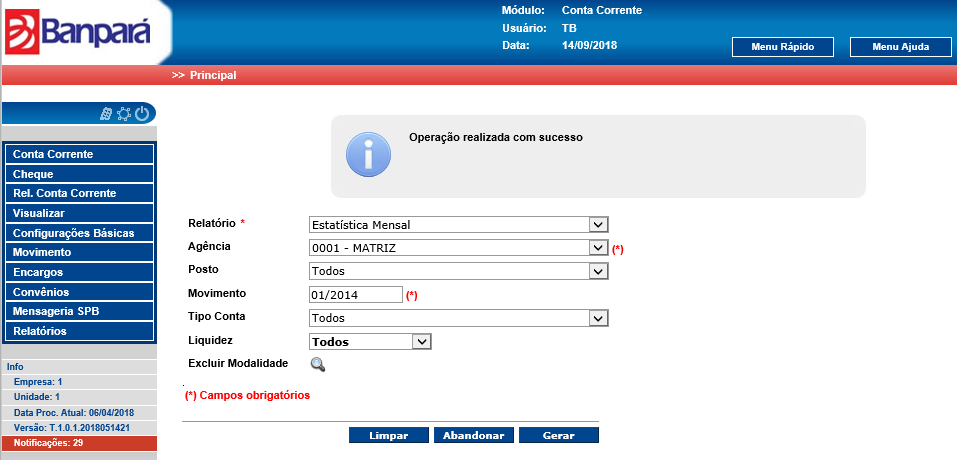 Banpará
Módulo: Conta Corrente
Usuário: TB
Data: 14/09/2018
Menu Rápido
Menu Ajuda
>> Principal
Conta Corrente
Cheque
Rel. Conta Corrente
Visualizar
Configurações Básicas
Movimento
Encargos
Convênios
Mensageria SPB
Relatórios
Info
Empresa: 1
Unidade: 1
Data Proc. Atual: 06/04/2018
Versão: T.1.0.1.2018051421
Notificações: 29
Operação realizada com sucesso
Relatório * Estatística Mensal
Agência 0001 - MATRIZ (*)
Posto Todos
Movimento 01/2014 (*)
Tipo Conta Todos
Liquidez Todos
Excluir Modalidade
.
(*) Campos obrigatórios
Limpar Abandonar Gerar